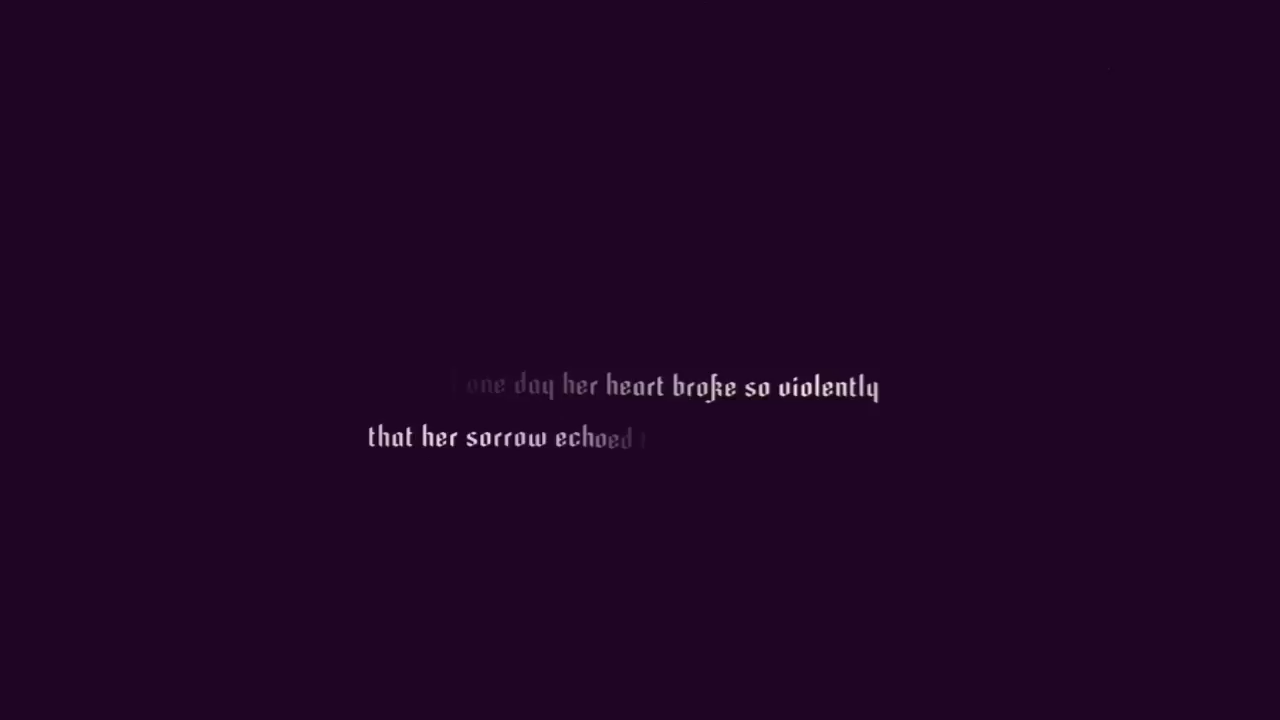 one day her heart broke so violently
that her sorrow echoed